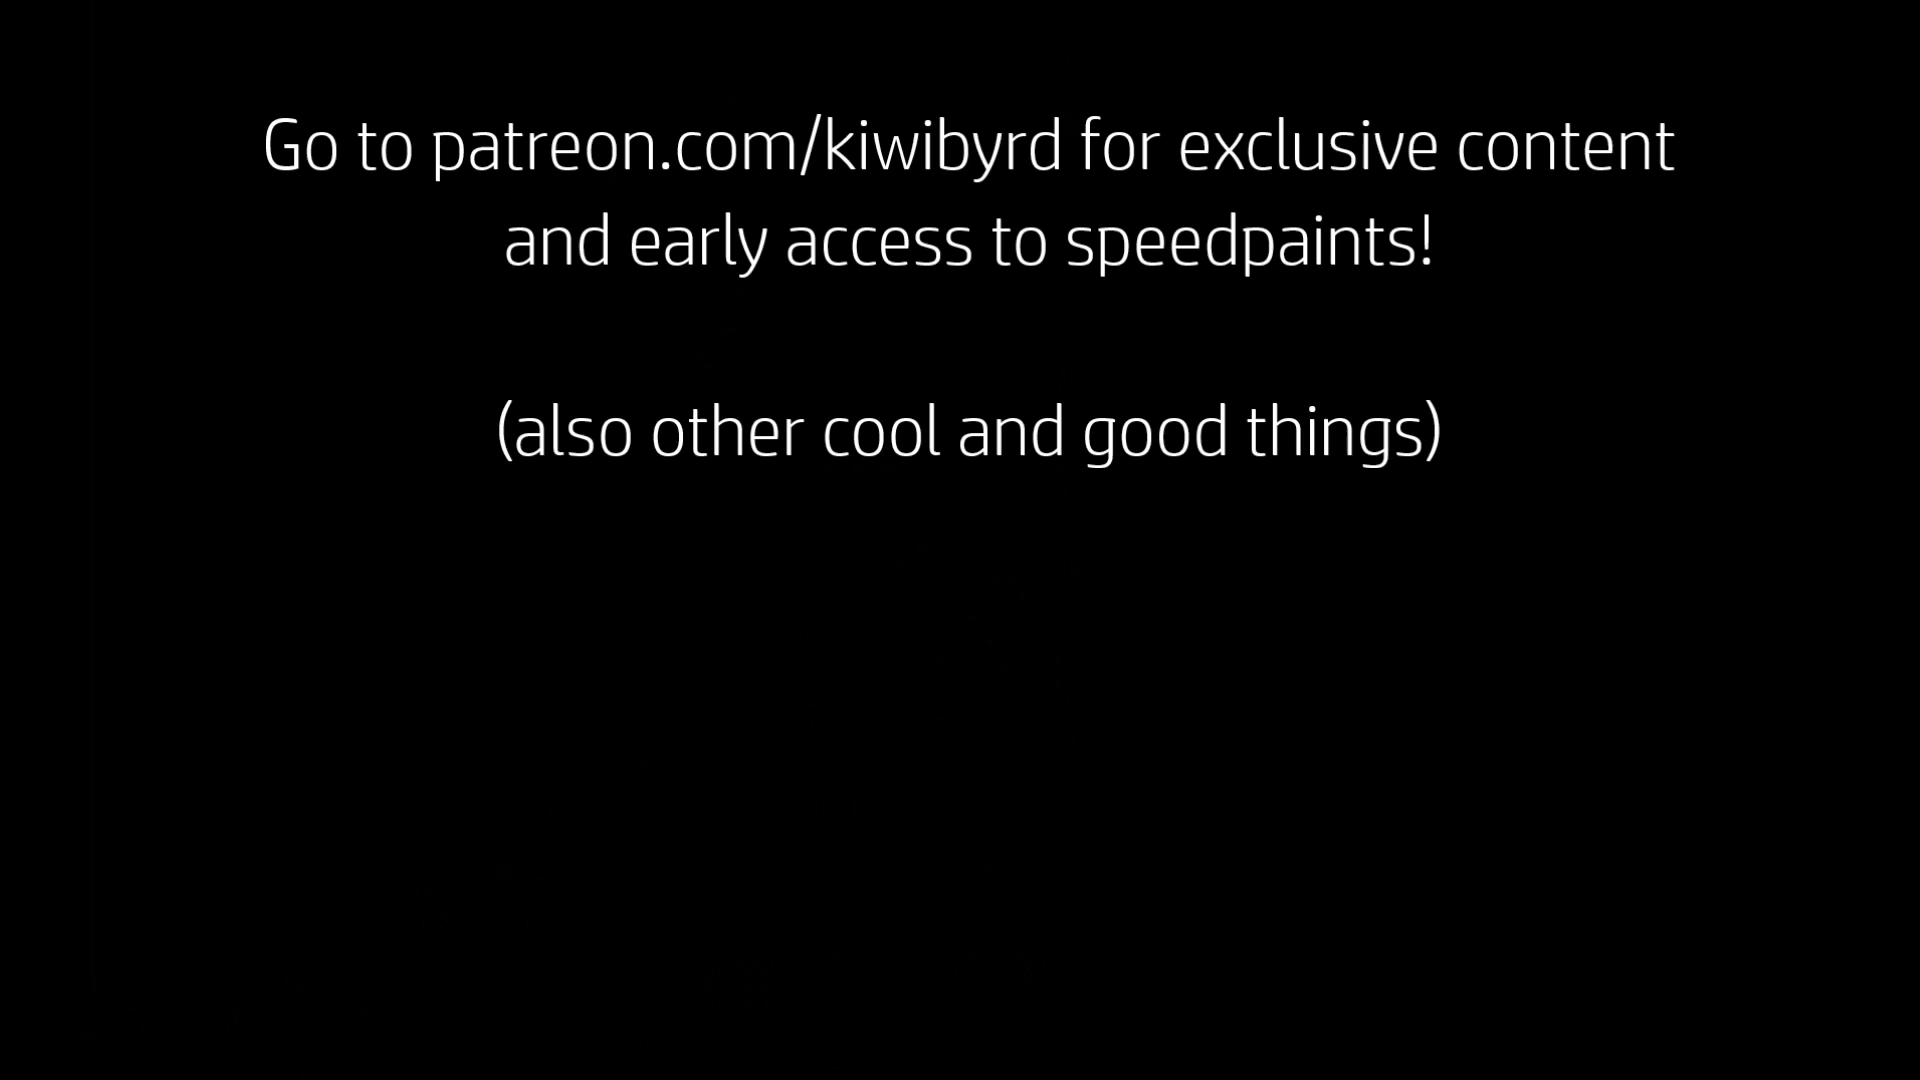 Go to patreon.com/kiwibyrd for exclusive content
and early access to speedpaints!
(also other cool and good things)